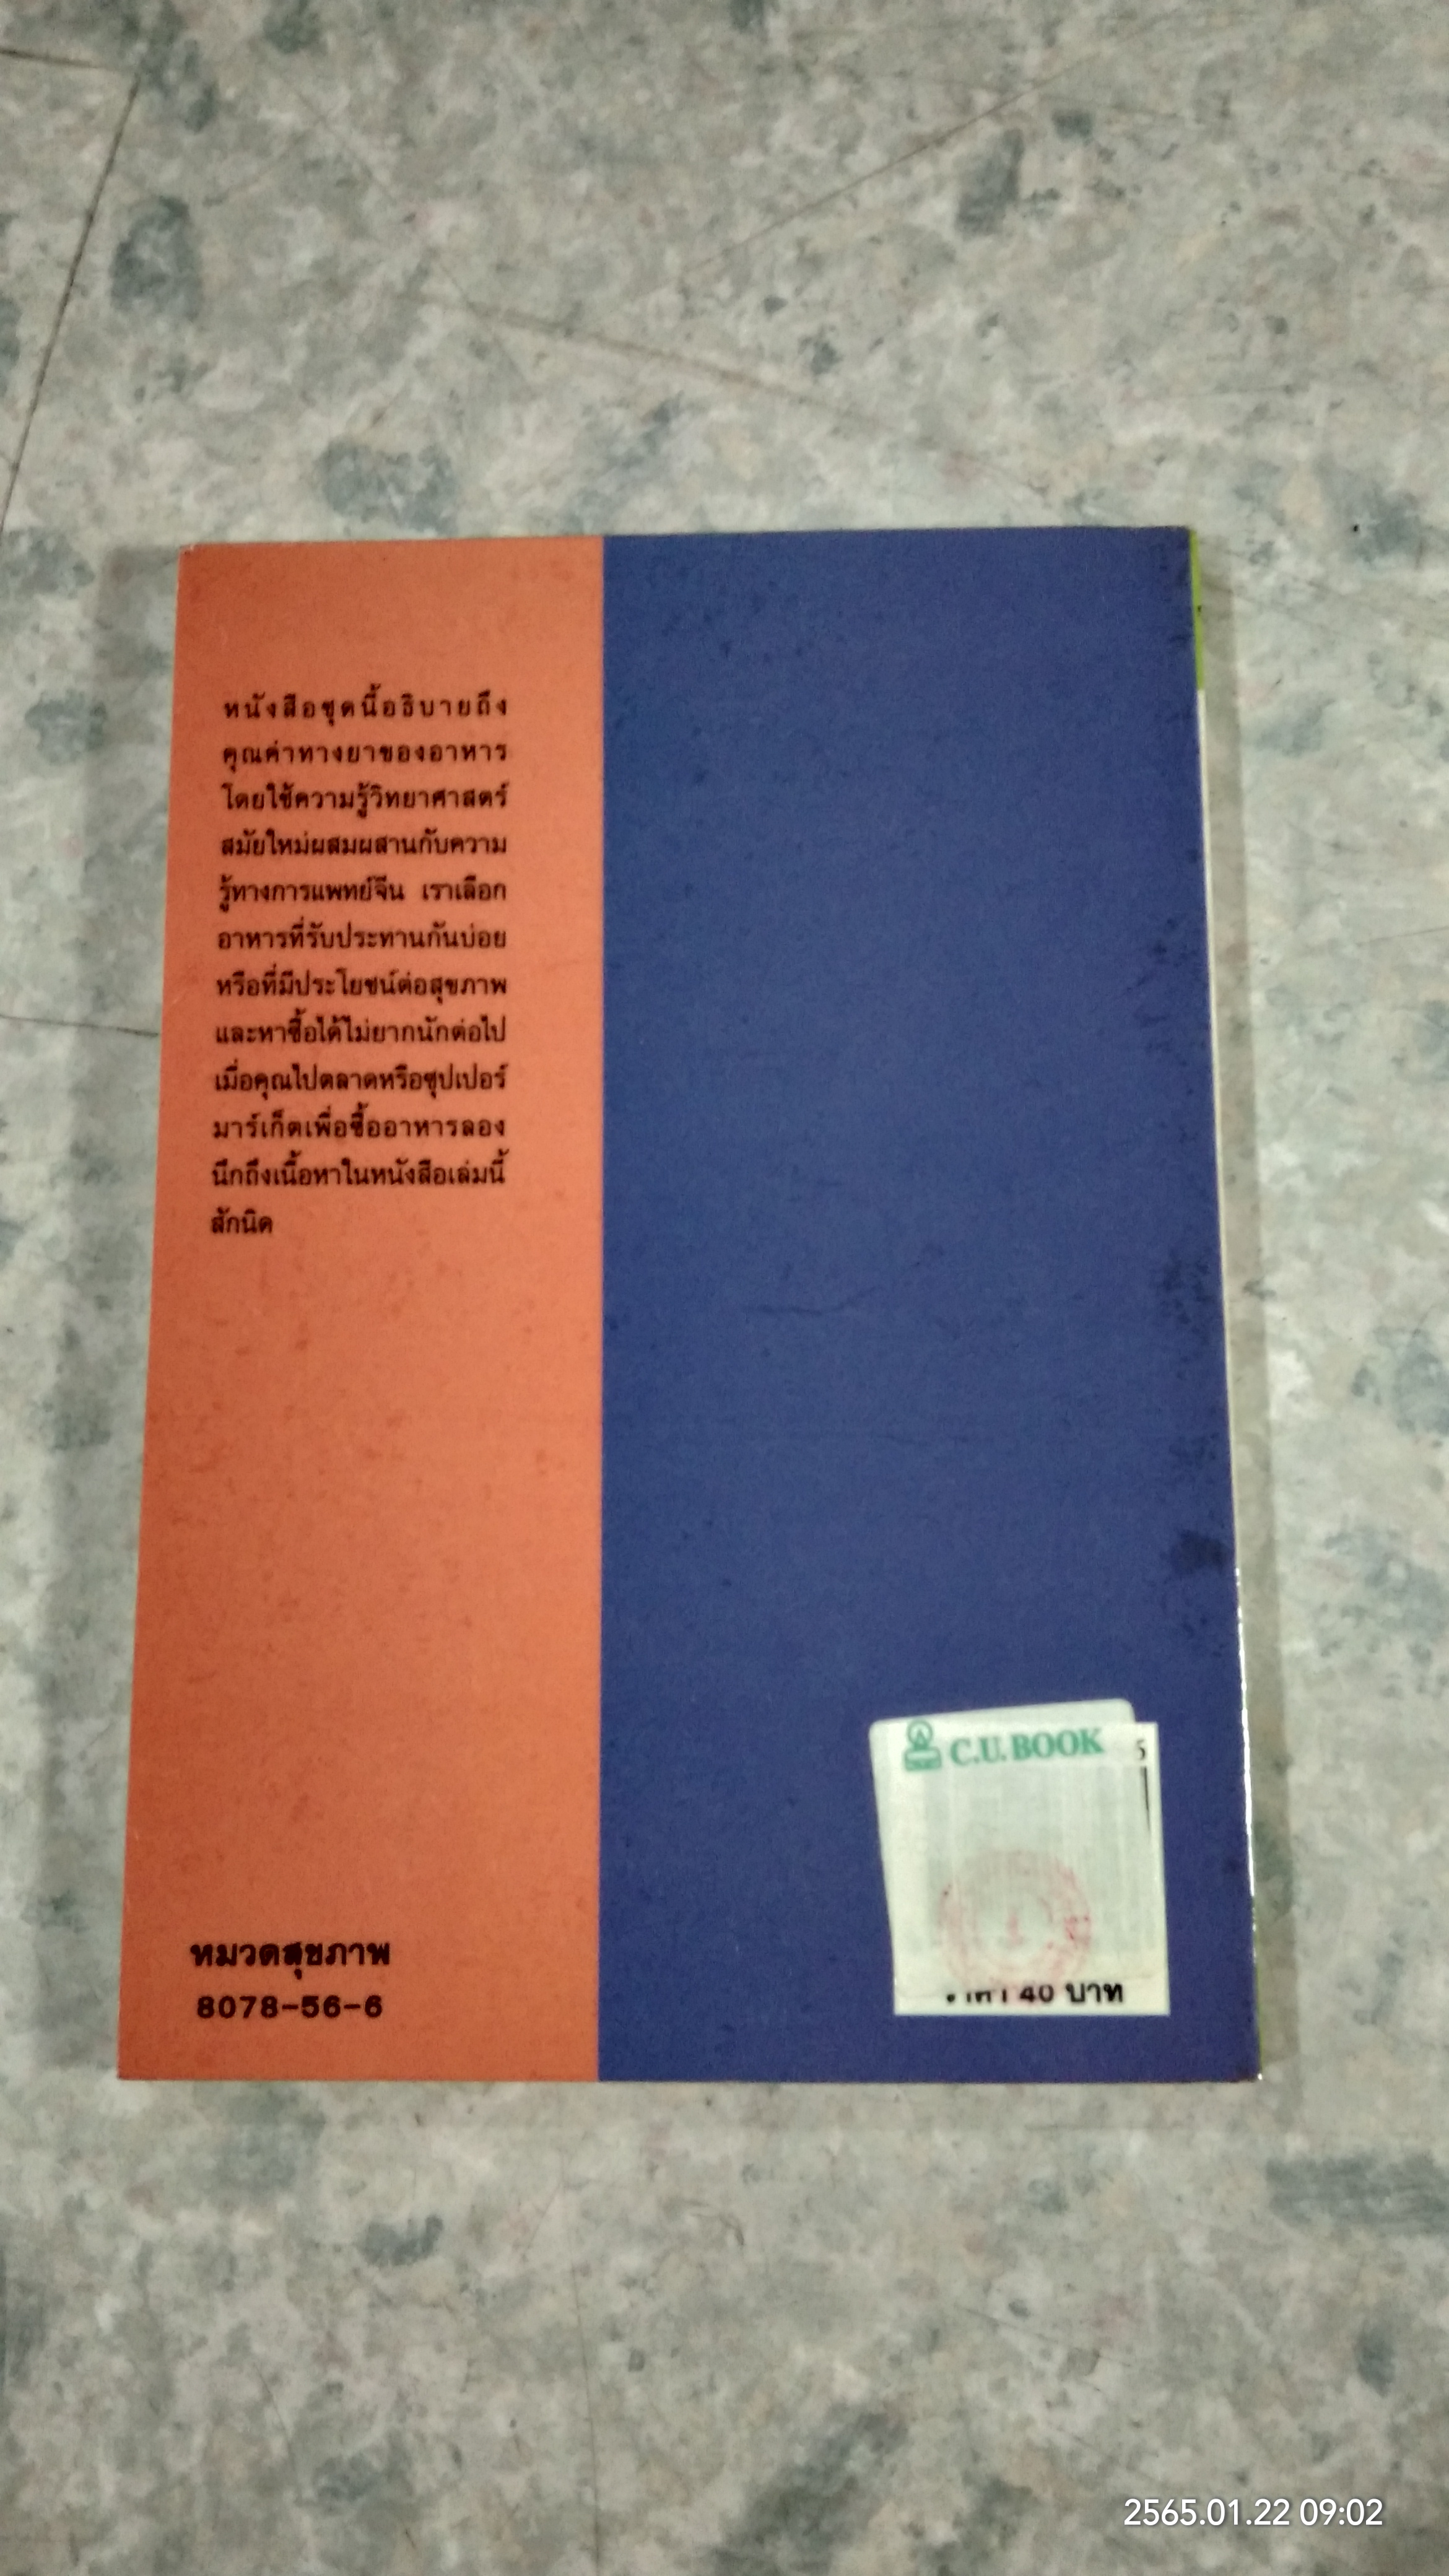 หนังสือชุดนี้อธิบายถึง
คุณค่าทางยาของอาหาร
โดยใช้ความรู้วิทยาศาสตร์
สมัยใหม่ผสมผสานกับความ
รู้ทางการแพทย์จีน เราเลือก
อาหารที่รับประทานกันบ่อย
หรือที่มีประโยชน์ต่อสุขภาพ
และหาซื้อได้ไม่ยากนักต่อไป
เมื่อคุณไปตลาดหรือซุปเปอร์
มาร์เก็ตเพื่อซื้ออาหารลอง
นึกถึงเนื้อหาในหนังสือเล่มนี้
สักนิด
C.U. BOOK
5
ราคา 40 บาท
หมวดสุขภาพ
8078-56-6
2565.01.22 09:02